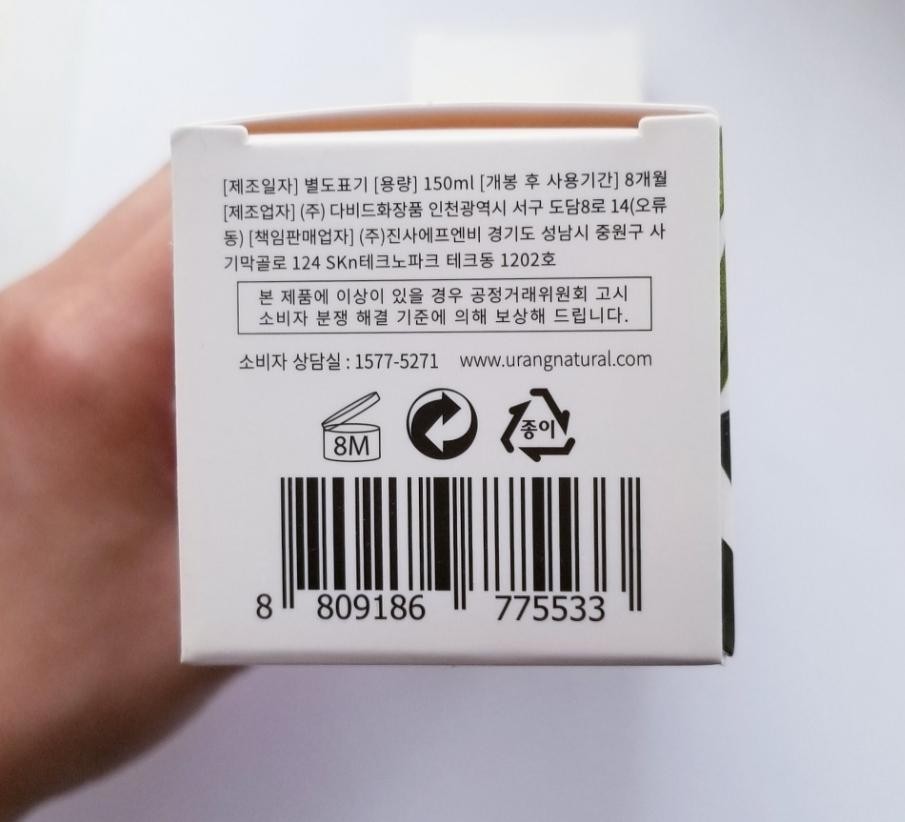 [제조일자] 별도표기 [용량] 150ml [개봉 후 사용기간] 8개월
[제조업자] (주) 다비드화장품 인천광역시 서구 도담8로 14(오류
동) [책임판매업자] (주)진사에프엔비 경기도 성남시 중원구 사
기막골로 124 SKn테크노파크 테크동 1202호
본 제품에 이상이 있을 경우 공정거래위원회 고시
소비자 분쟁 해결 기준에 의해 보상해 드립니다.
소비자 상담실 : 1577-5271 www.urangnatural.com
8M 종이
8 809186 775533